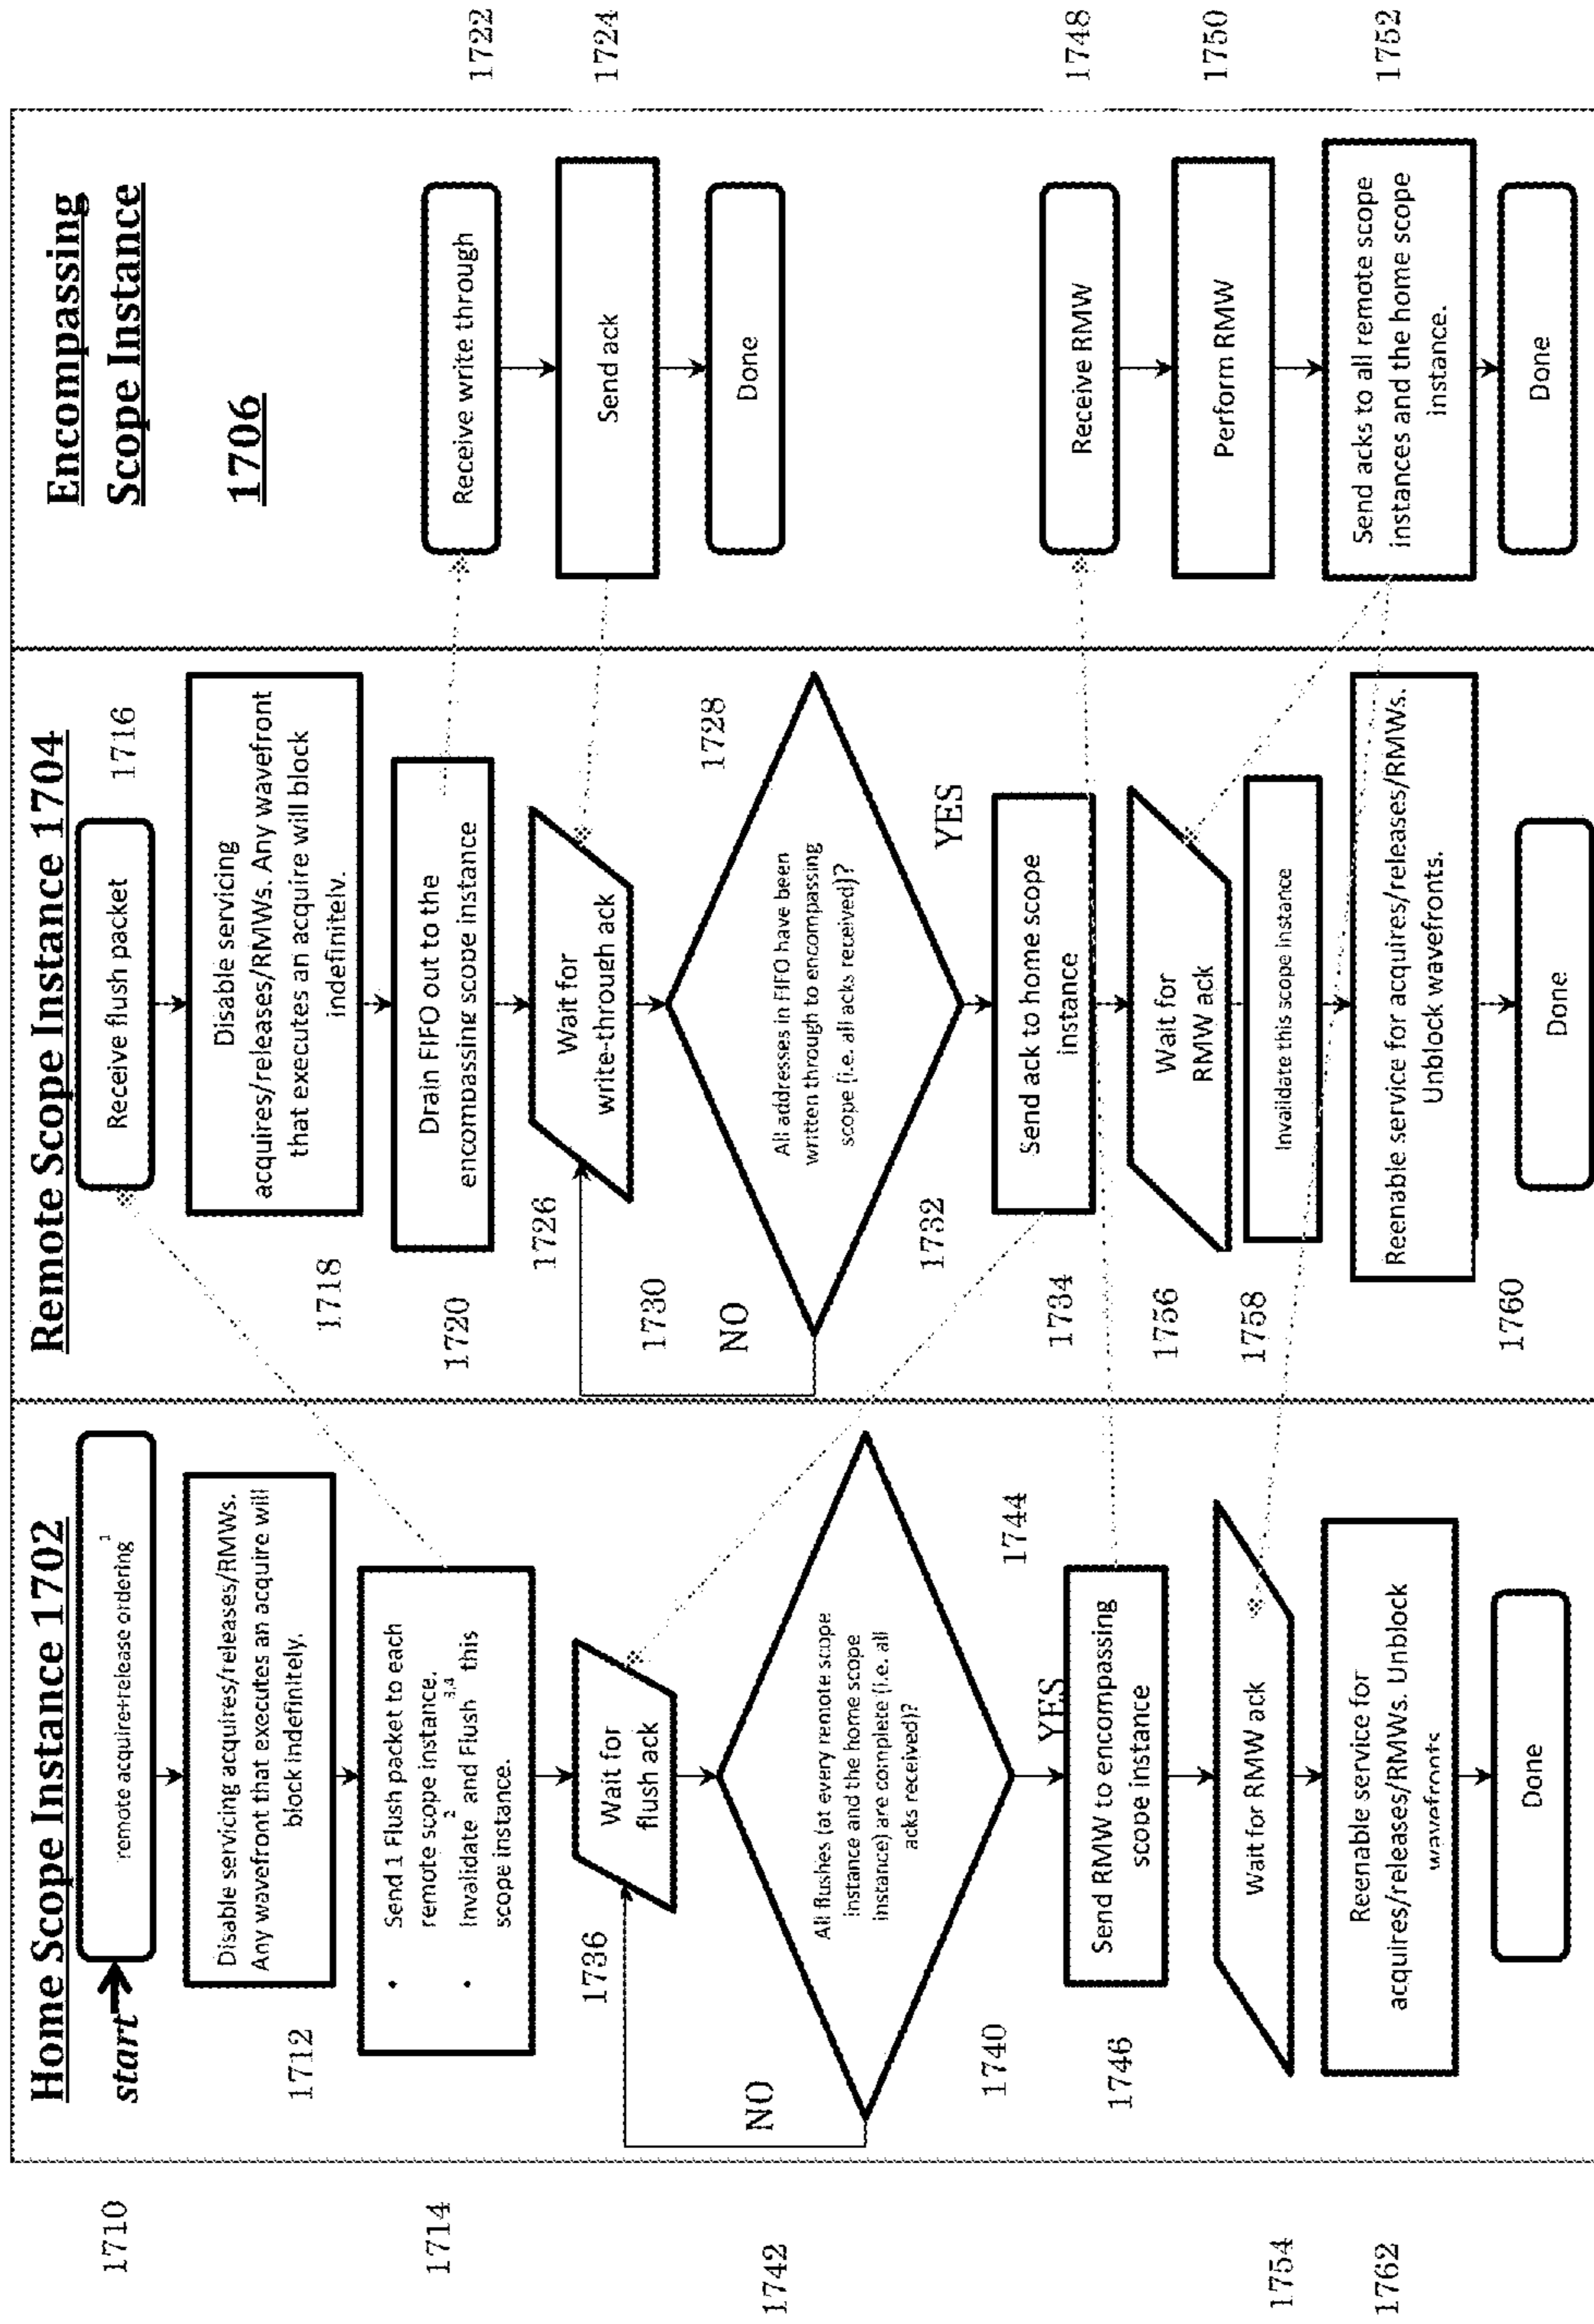 Home Scope Instance 1702
start
remote acquire+release ordering 1
1710
Disable servicing acquires/releases/RMWs.
Any wavefront that executes an acquire will
block indefinitely.
1712
• Send 1 Flush packet to each
remote scope instance.
• Invalidate 2 and Flush 3,4 this
scope instance.
1714
Wait for
flush ack
1736
All flushes (at every remote scope
instance and the home scope
instance) are complete (i.e. all
acks received)?
NO
1742
1740
YES
1744
Send RMW to encompassing
scope instance
1746
Wait for RMW ack
1754
Reenable service for
acquires/releases/RMWs. Unblock
wavefronts
1762
Done
Remote Scope Instance 1704
Receive flush packet
1716
Disable servicing
acquires/releases/RMWs. Any wavefront
that executes an acquire will block
indefinitely.
1718
Drain FIFO out to the
encompassing scope instance
1720
Wait for
write-through ack
1726
1730
NO
All addresses in FIFO have been
written through to encompassing
scope (i.e. all acks received)?
1728
1732
YES
Send ack to home scope
instance
1734
Wait for
RMW ack
1756
Invalidate this scope instance
1758
Reenable service for acquires/releases/RMWs.
Unblock wavefronts.
1760
Done
Encompassing
Scope Instance
1706
Receive write through
1722
Send ack
1724
Done
Receive RMW
1748
Perform RMW
1750
Send acks to all remote scope
instances and the home scope
instance.
1752
Done